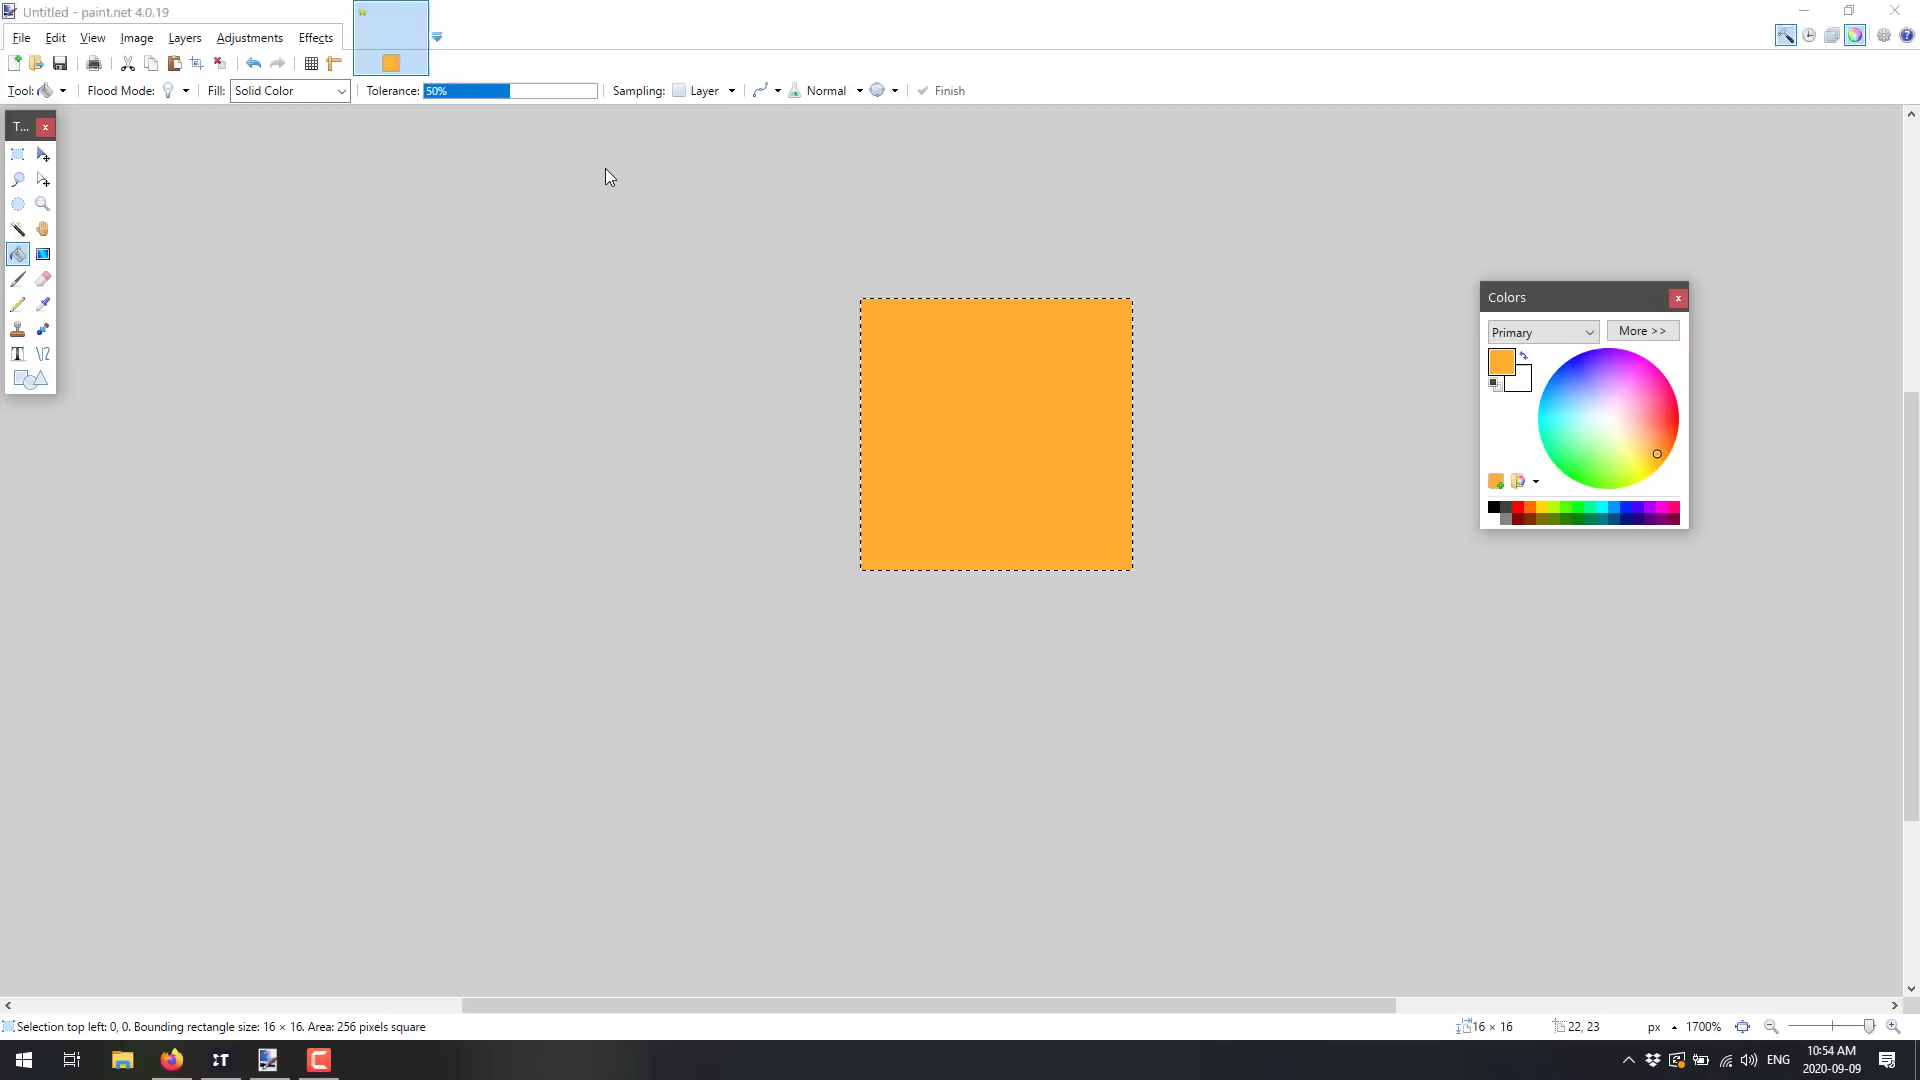 Untitled - paint.net 4.0.19
File Edit View Image Layers Adjustments Effects
Tool: Flood Mode: Fill: Solid Color Tolerance: 50% Sampling: Layer Normal Finish
T...
Colors
Primary More >>
Selection top left: 0, 0. Bounding rectangle size: 16 × 16. Area: 256 pixels square 16 × 16 22, 23 px 1700%
ENG 10:54 AM
2020-09-09